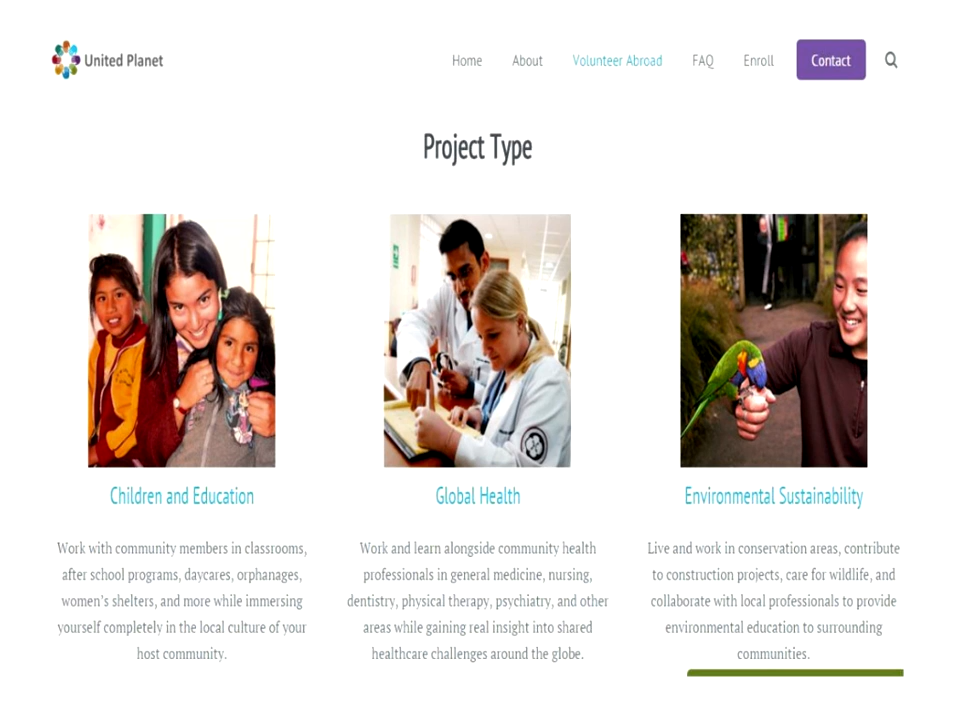 United Planet
Home About Volunteer Abroad FAQ Enroll Contact
Project Type
Children and Education
Work with community members in classrooms,
after school programs, daycares, orphanages,
women's shelters, and more while immersing
yourself completely in the local culture of your
host community.
Global Health
Work and learn alongside community health
professionals in general medicine, nursing,
dentistry, physical therapy, psychiatry, and other
areas while gaining real insight into shared
healthcare challenges around the globe.
Environmental Sustainability
Live and work in conservation areas, contribute
to construction projects, care for wildlife, and
collaborate with local professionals to provide
environmental education to surrounding
communities.